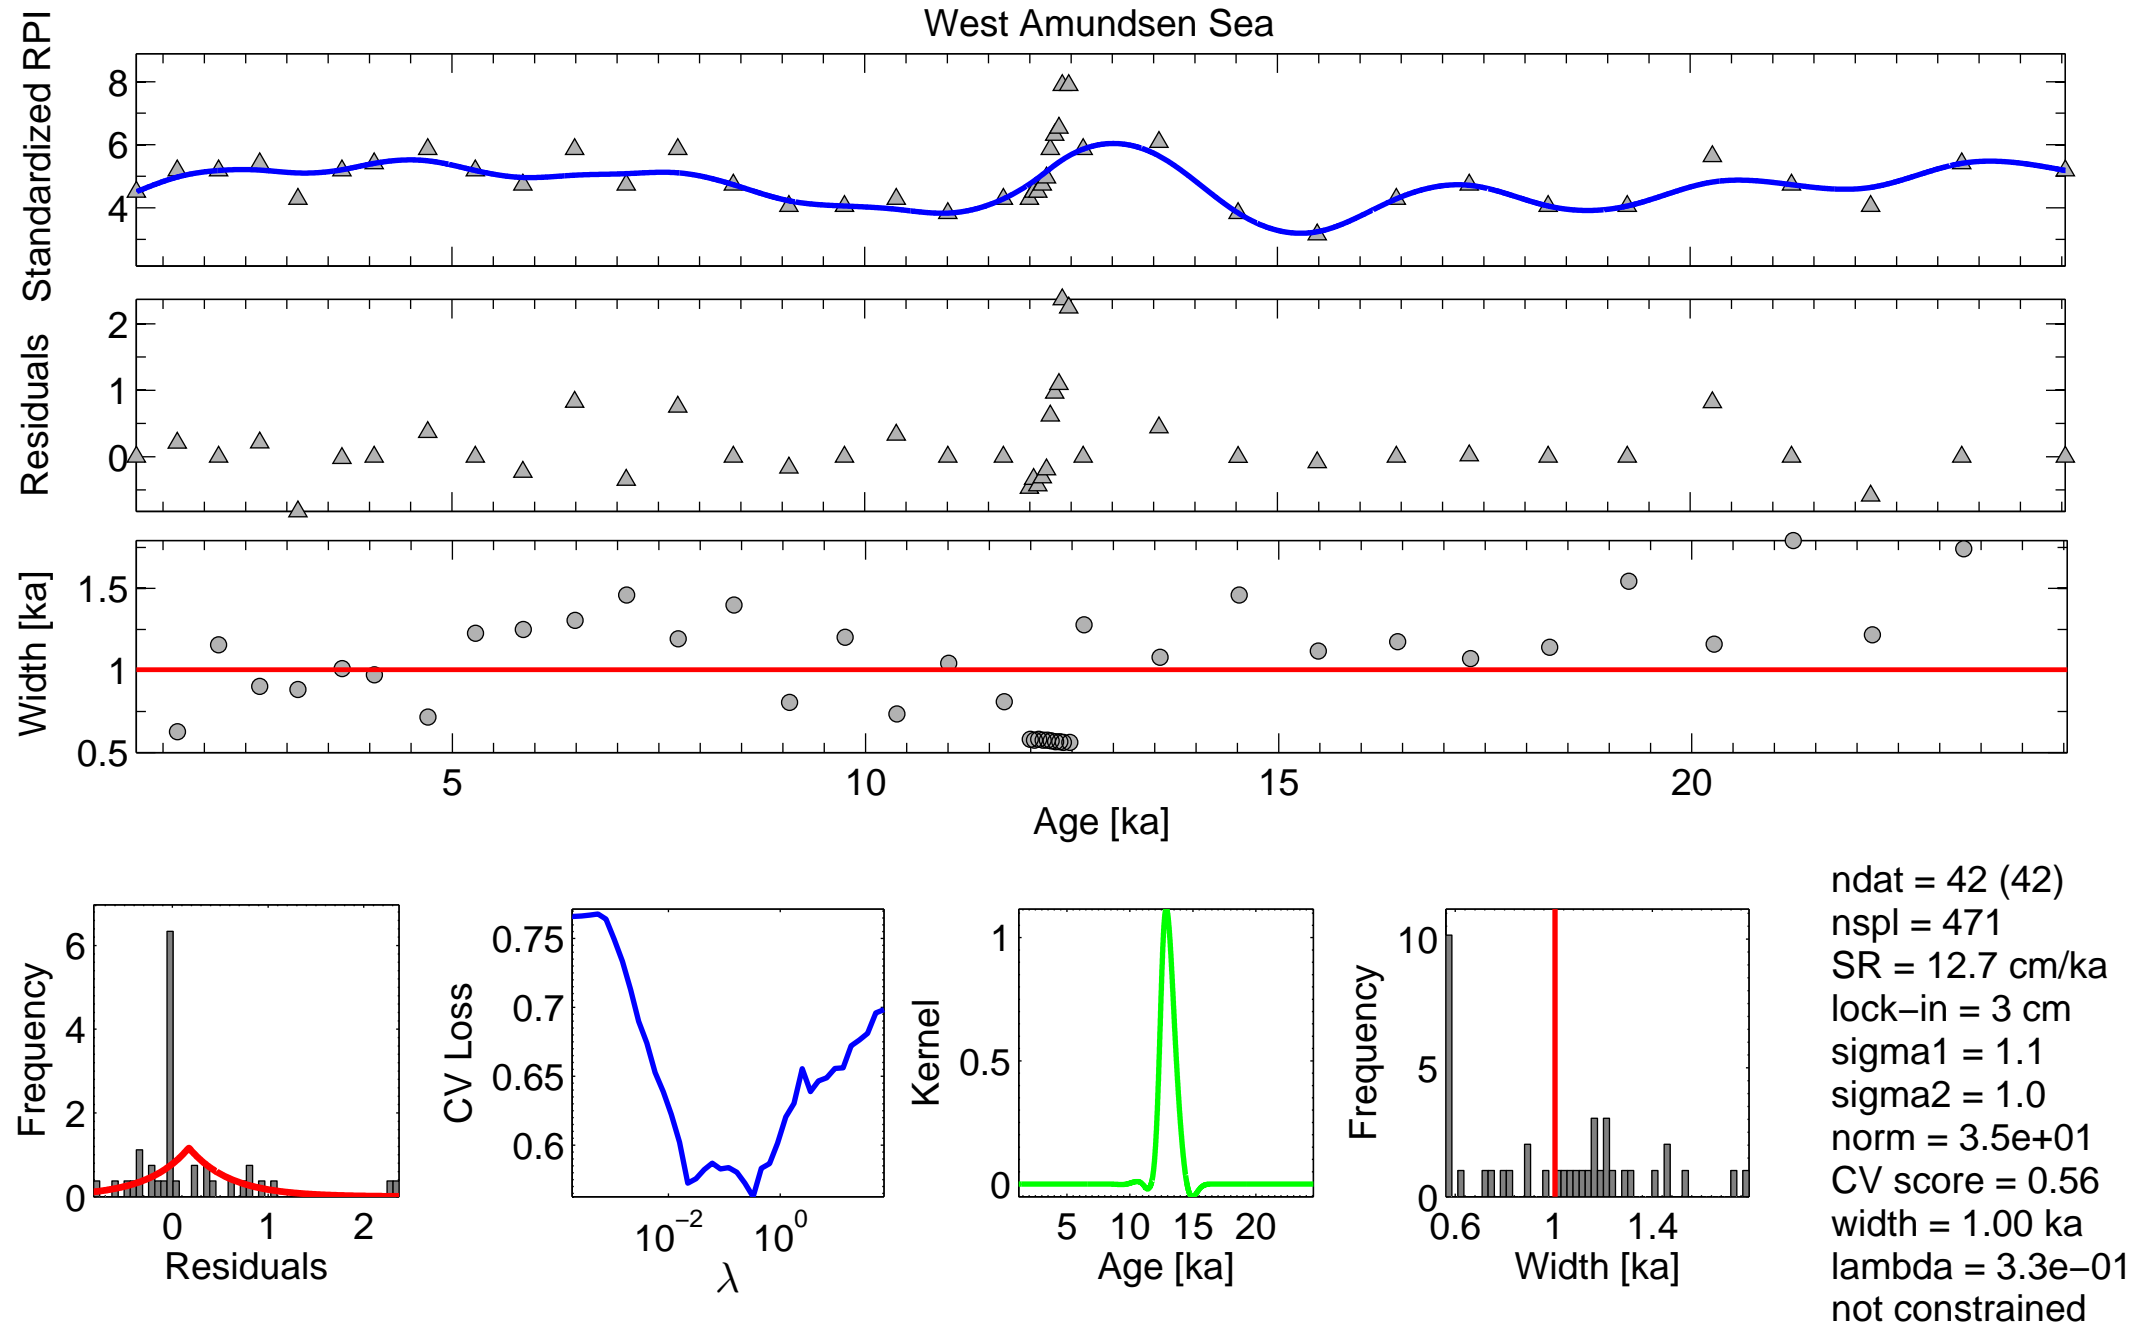 West Amundsen Sea
Standardized RPI
8
6
4
Residuals
2
1
0
Width [ka]
1.5
1
0.5
5
10
15
20
Age [ka]
Frequency
6
4
2
0
0
1
2
Residuals
CV Loss
0.75
0.7
0.65
0.6
10−2
100
λ
Kernel
1
0.5
0
5
10
15
20
Age [ka]
Frequency
10
5
0
0.6
1
1.4
Width [ka]
ndat = 42 (42)
nspl = 471
SR = 12.7 cm/ka
lock−in = 3 cm
sigma1 = 1.1
sigma2 = 1.0
norm = 3.5e+01
CV score = 0.56
width = 1.00 ka
lambda = 3.3e−01
not constrained